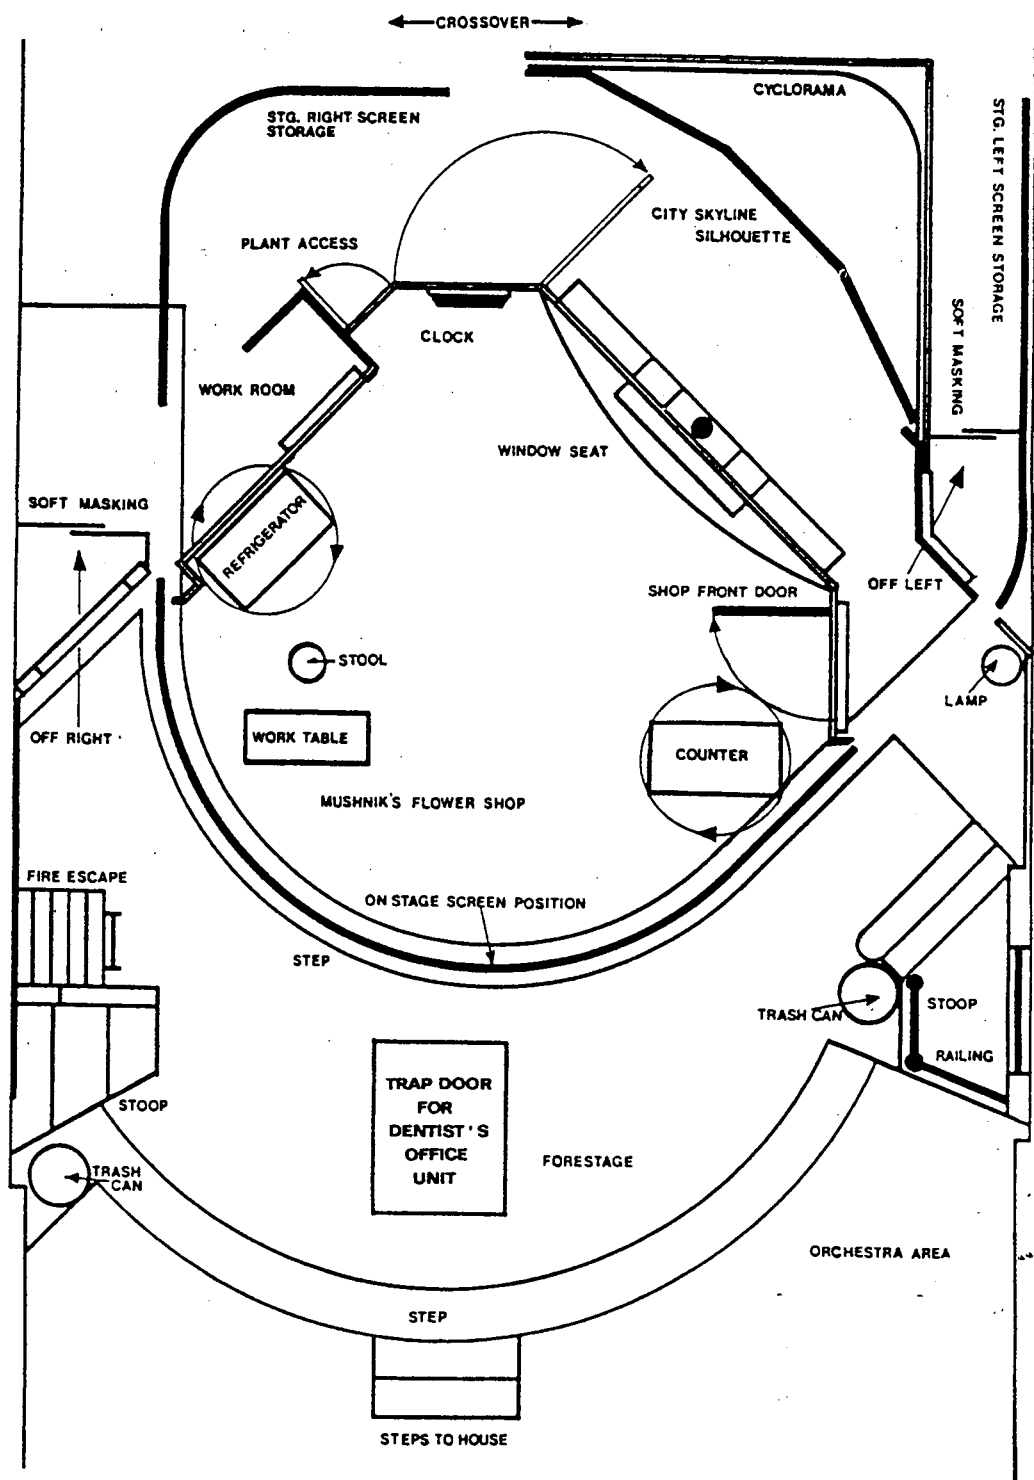 CROSSOVER
CYCLORAMA
STG. RIGHT SCREEN
STORAGE
STG. LEFT SCREEN STORAGE
CITY SKYLINE
SILHOUETTE
PLANT ACCESS
SOFT MASKING
CLOCK
WORK ROOM
WINDOW SEAT
SOFT MASKING
REFRIGERATOR
OFF LEFT
SHOP FRONT DOOR
STOOL
LAMP
OFF RIGHT
WORK TABLE
COUNTER
MUSHNIK'S FLOWER SHOP
FIRE ESCAPE
ON STAGE SCREEN POSITION
STEP
TRASH CAN
STOOP
RAILING
TRAP DOOR
FOR
DENTIST'S
OFFICE
UNIT
STOOP
FORESTAGE
TRASH
CAN
ORCHESTRA AREA
STEP
STEPS TO HOUSE